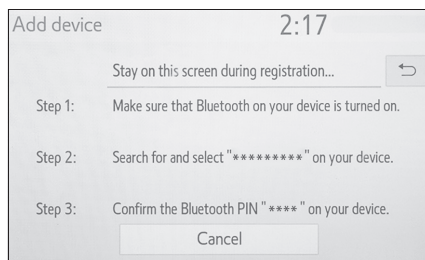 Add device
2:17
Stay on this screen during registration...
Step 1: Make sure that Bluetooth on your device is turned on.
Step 2: Search for and select "*********" on your device.
Step 3: Confirm the Bluetooth PIN "****" on your device.
Cancel